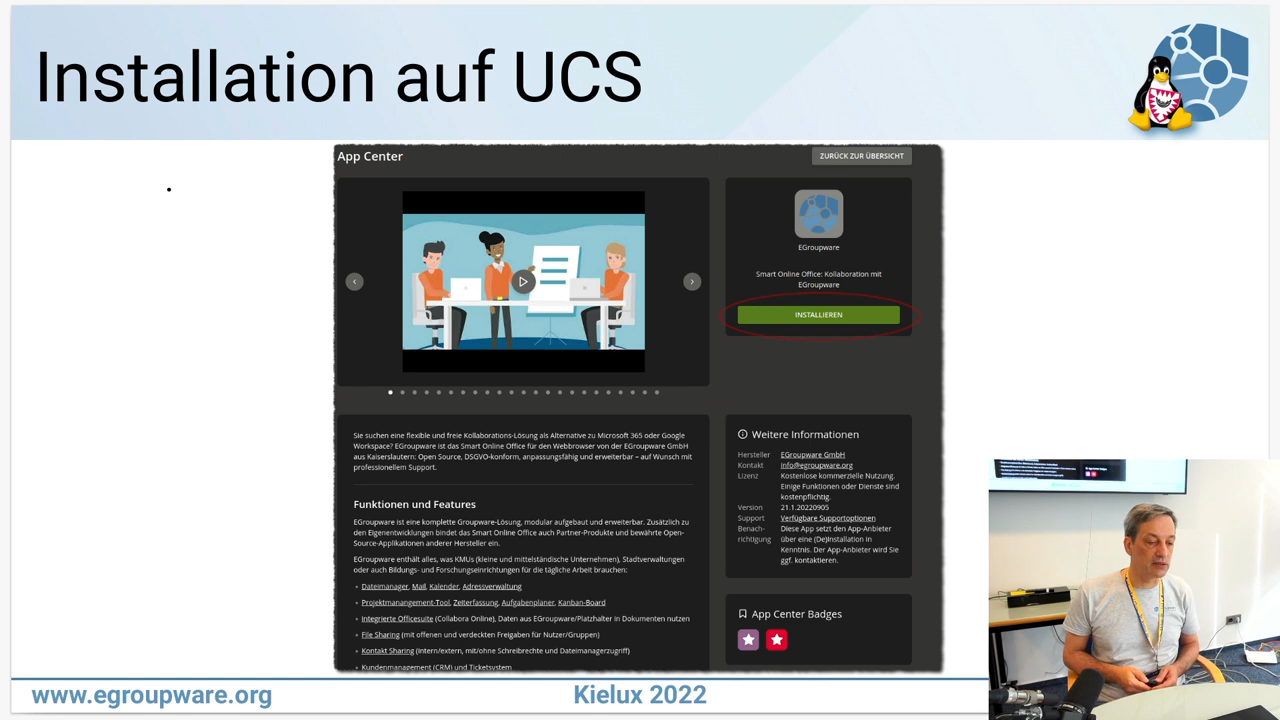 Installation auf UCS
App Center
ZURÜCK ZUR ÜBERSICHT
EGroupware
Smart Online Office: Kollaboration mit
EGroupware
INSTALLIEREN
Sie suchen eine flexible und freie Kollaborations-Lösung als Alternative zu Microsoft 365 oder Google
Workspace? EGroupware ist das Smart Online Office für den Webbrowser von der EGroupware GmbH
aus Kaiserslautern: Open Source, DSGVO-konform, anpassungsfähig und erweiterbar – auf Wunsch mit
professionellem Support.
Funktionen und Features
EGroupware ist eine komplette Groupware-Lösung, modular aufgebaut und erweiterbar. Zusätzlich zu
den Eigenentwicklungen bindet das Smart Online Office auch Partner-Produkte und bewährte Open-
Source-Applikationen anderer Hersteller ein.
EGroupware enthält alles, was KMUs (kleine und mittelständische Unternehmen), Stadtverwaltungen
oder auch Bildungs- und Forschungseinrichtungen für die tägliche Arbeit brauchen:
• Dateimanager, Mail, Kalender, Adressverwaltung
• Projektmanangement-Tool, Zeiterfassung, Aufgabenplaner, Kanban-Board
• Integrierte Officesuite (Collabora Online), Daten aus EGroupware/Platzhalter in Dokumenten nutzen
• File Sharing (mit offenen und verdeckten Freigaben für Nutzer/Gruppen)
• Kontakt Sharing (intern/extern, mit/ohne Schreibrechte und Dateimanagerzugriff)
• Kundenmanagement (CRM) und Ticketsystem
Weitere Informationen
Hersteller EGroupware GmbH
Kontakt info@egroupware.org
Lizenz Kostenlose kommerzielle Nutzung.
Einige Funktionen oder Dienste sind
kostenpflichtig.
Version 21.1.20220905
Support Verfügbare Supportoptionen
Benach- Diese App setzt den App-Anbieter
richtigung über eine (De)Installation in
Kenntnis. Der App-Anbieter wird Sie
ggf. kontaktieren.
App Center Badges
www.egroupware.org
Kielux 2022